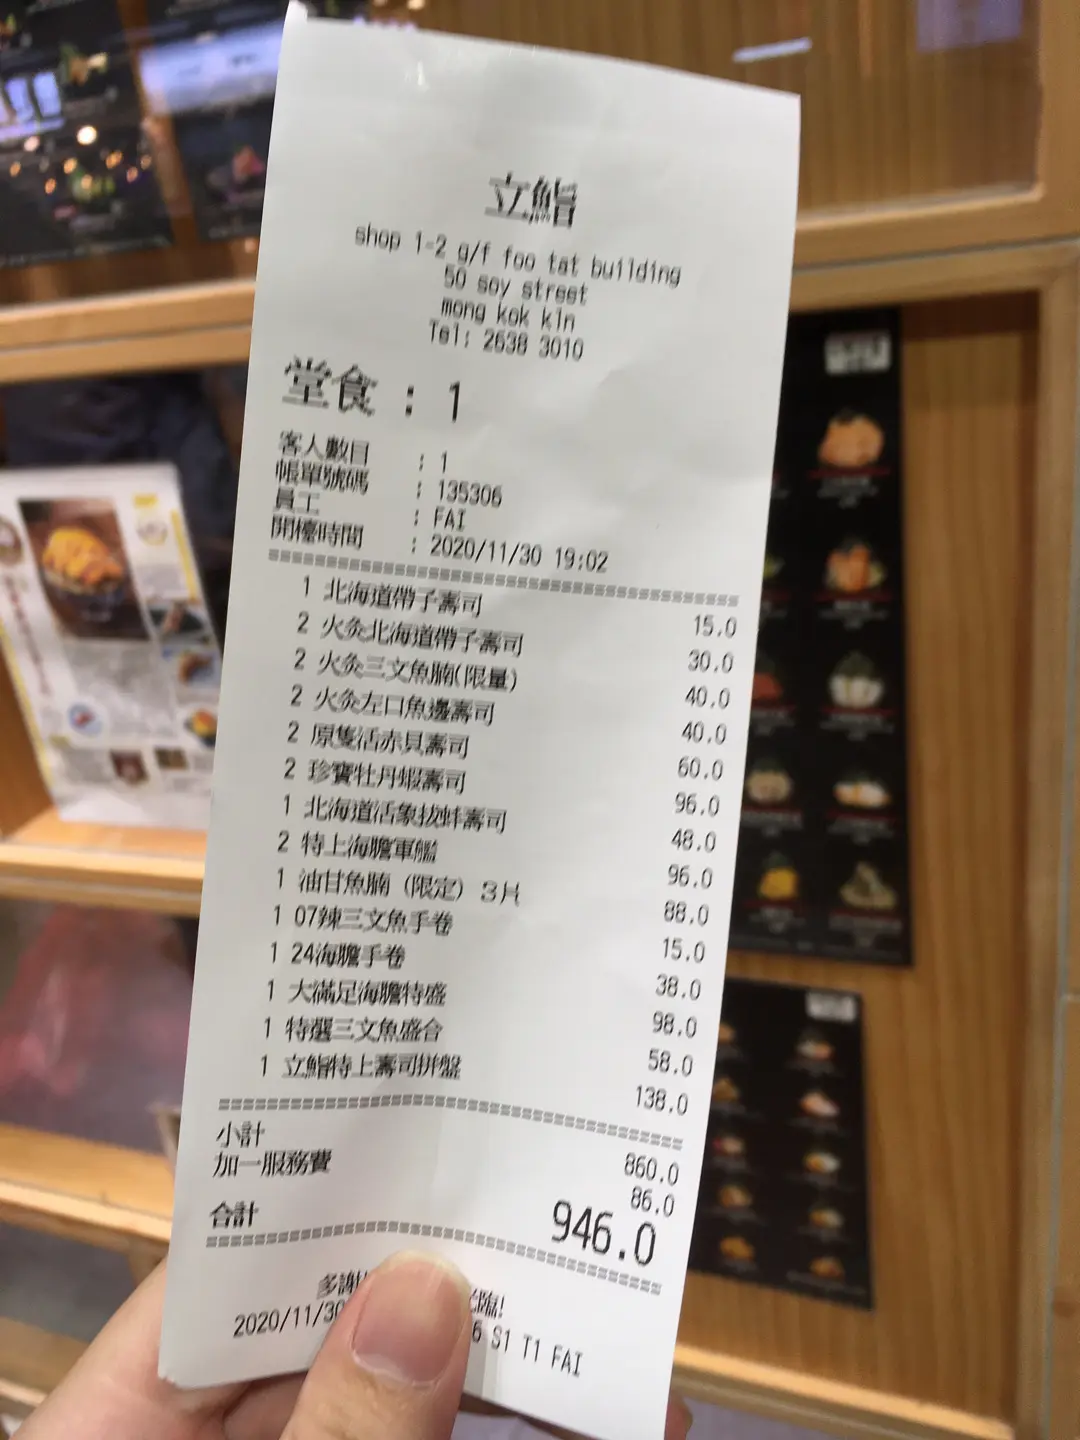 立鮨
shop 1-2 g/f foo tat building
50 soy street
mong kok kln
Tel: 2638 3010
堂食 : 1
客人數目 : 1
帳單號碼 : 135306
員工 : FAI
開檯時間 : 2020/11/30 19:02
1 北海道帶子壽司 15.0
2 火灸北海道帶子壽司 30.0
2 火灸三文魚腩(限量) 40.0
2 火灸左口魚邊壽司 40.0
2 原隻活赤貝壽司 60.0
2 珍寶牡丹蝦壽司 96.0
1 北海道活象拔蚌壽司 48.0
2 特上海膽軍艦 96.0
1 油甘魚腩 (限定) 3片 88.0
1 07辣三文魚手卷 15.0
1 24海膽手卷 38.0
1 大滿足海膽特盛 98.0
1 特選三文魚盛合 58.0
1 立鮨特上壽司拼盤 138.0
小計 860.0
加一服務費 86.0
合計 946.0
多謝 光臨!
2020/11/30 6 S1 T1 FAI